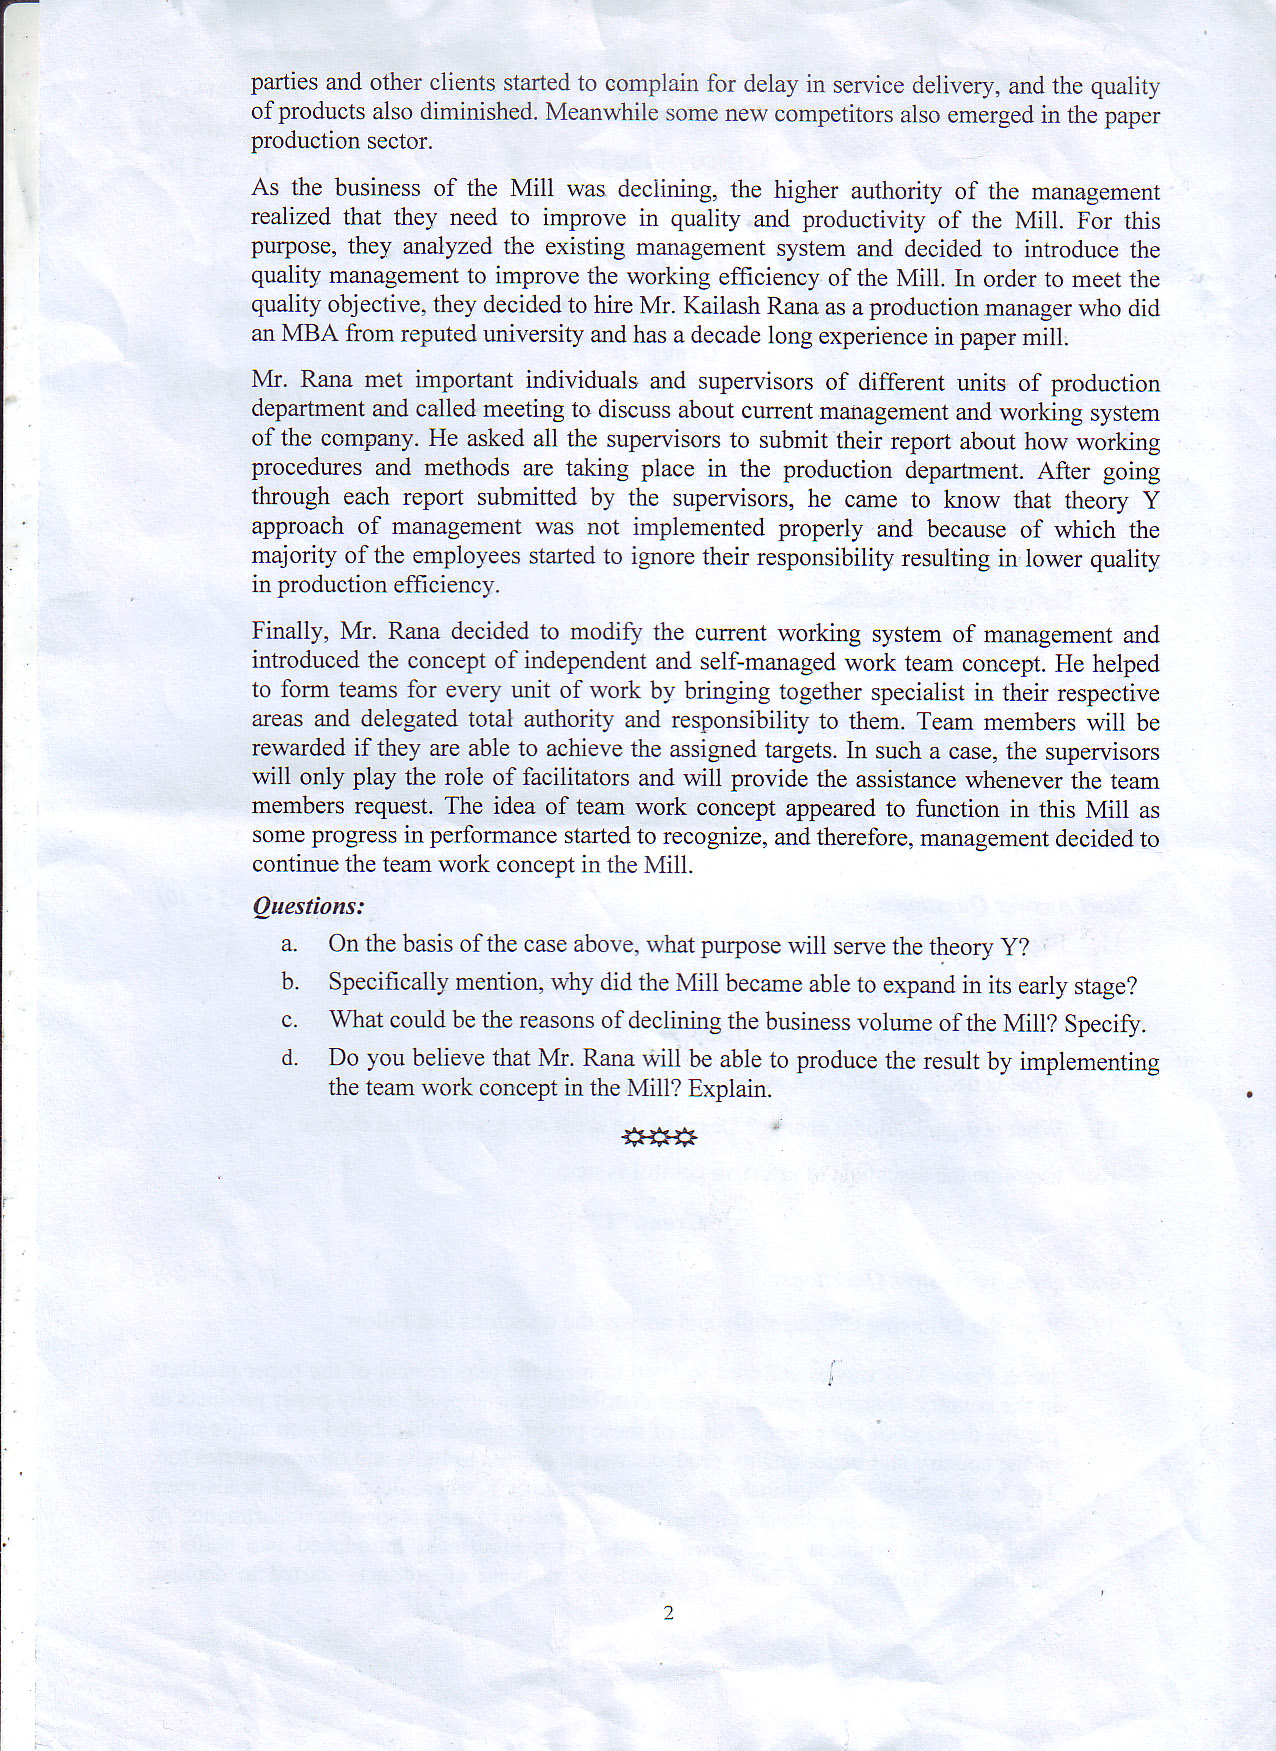 parties and other clients started to complain for delay in service delivery, and the quality
of products also diminished. Meanwhile some new competitors also emerged in the paper
production sector.
As the business of the Mill was declining, the higher authority of the management
realized that they need to improve in quality and productivity of the Mill. For this
purpose, they analyzed the existing management system and decided to introduce the
quality management to improve the working efficiency of the Mill. In order to meet the
quality objective, they decided to hire Mr. Kailash Rana as a production manager who did
an MBA from reputed university and has a decade long experience in paper mill.
Mr. Rana met important individuals and supervisors of different units of production
department and called meeting to discuss about current management and working system
of the company. He asked all the supervisors to submit their report about how working
procedures and methods are taking place in the production department. After going
through each report submitted by the supervisors, he came to know that theory Y
approach of management was not implemented properly and because of which the
majority of the employees started to ignore their responsibility resulting in lower quality
in production efficiency.
Finally, Mr. Rana decided to modify the current working system of management and
introduced the concept of independent and self-managed work team concept. He helped
to form teams for every unit of work by bringing together specialist in their respective
areas and delegated total authority and responsibility to them. Team members will be
rewarded if they are able to achieve the assigned targets. In such a case, the supervisors
will only play the role of facilitators and will provide the assistance whenever the team
members request. The idea of team work concept appeared to function in this Mill as
some progress in performance started to recognize, and therefore, management decided to
continue the team work concept in the Mill.
Questions:
a. On the basis of the case above, what purpose will serve the theory Y?
b. Specifically mention, why did the Mill became able to expand in its early stage?
c. What could be the reasons of declining the business volume of the Mill? Specify.
d. Do you believe that Mr. Rana will be able to produce the result by implementing
the team work concept in the Mill? Explain.
2